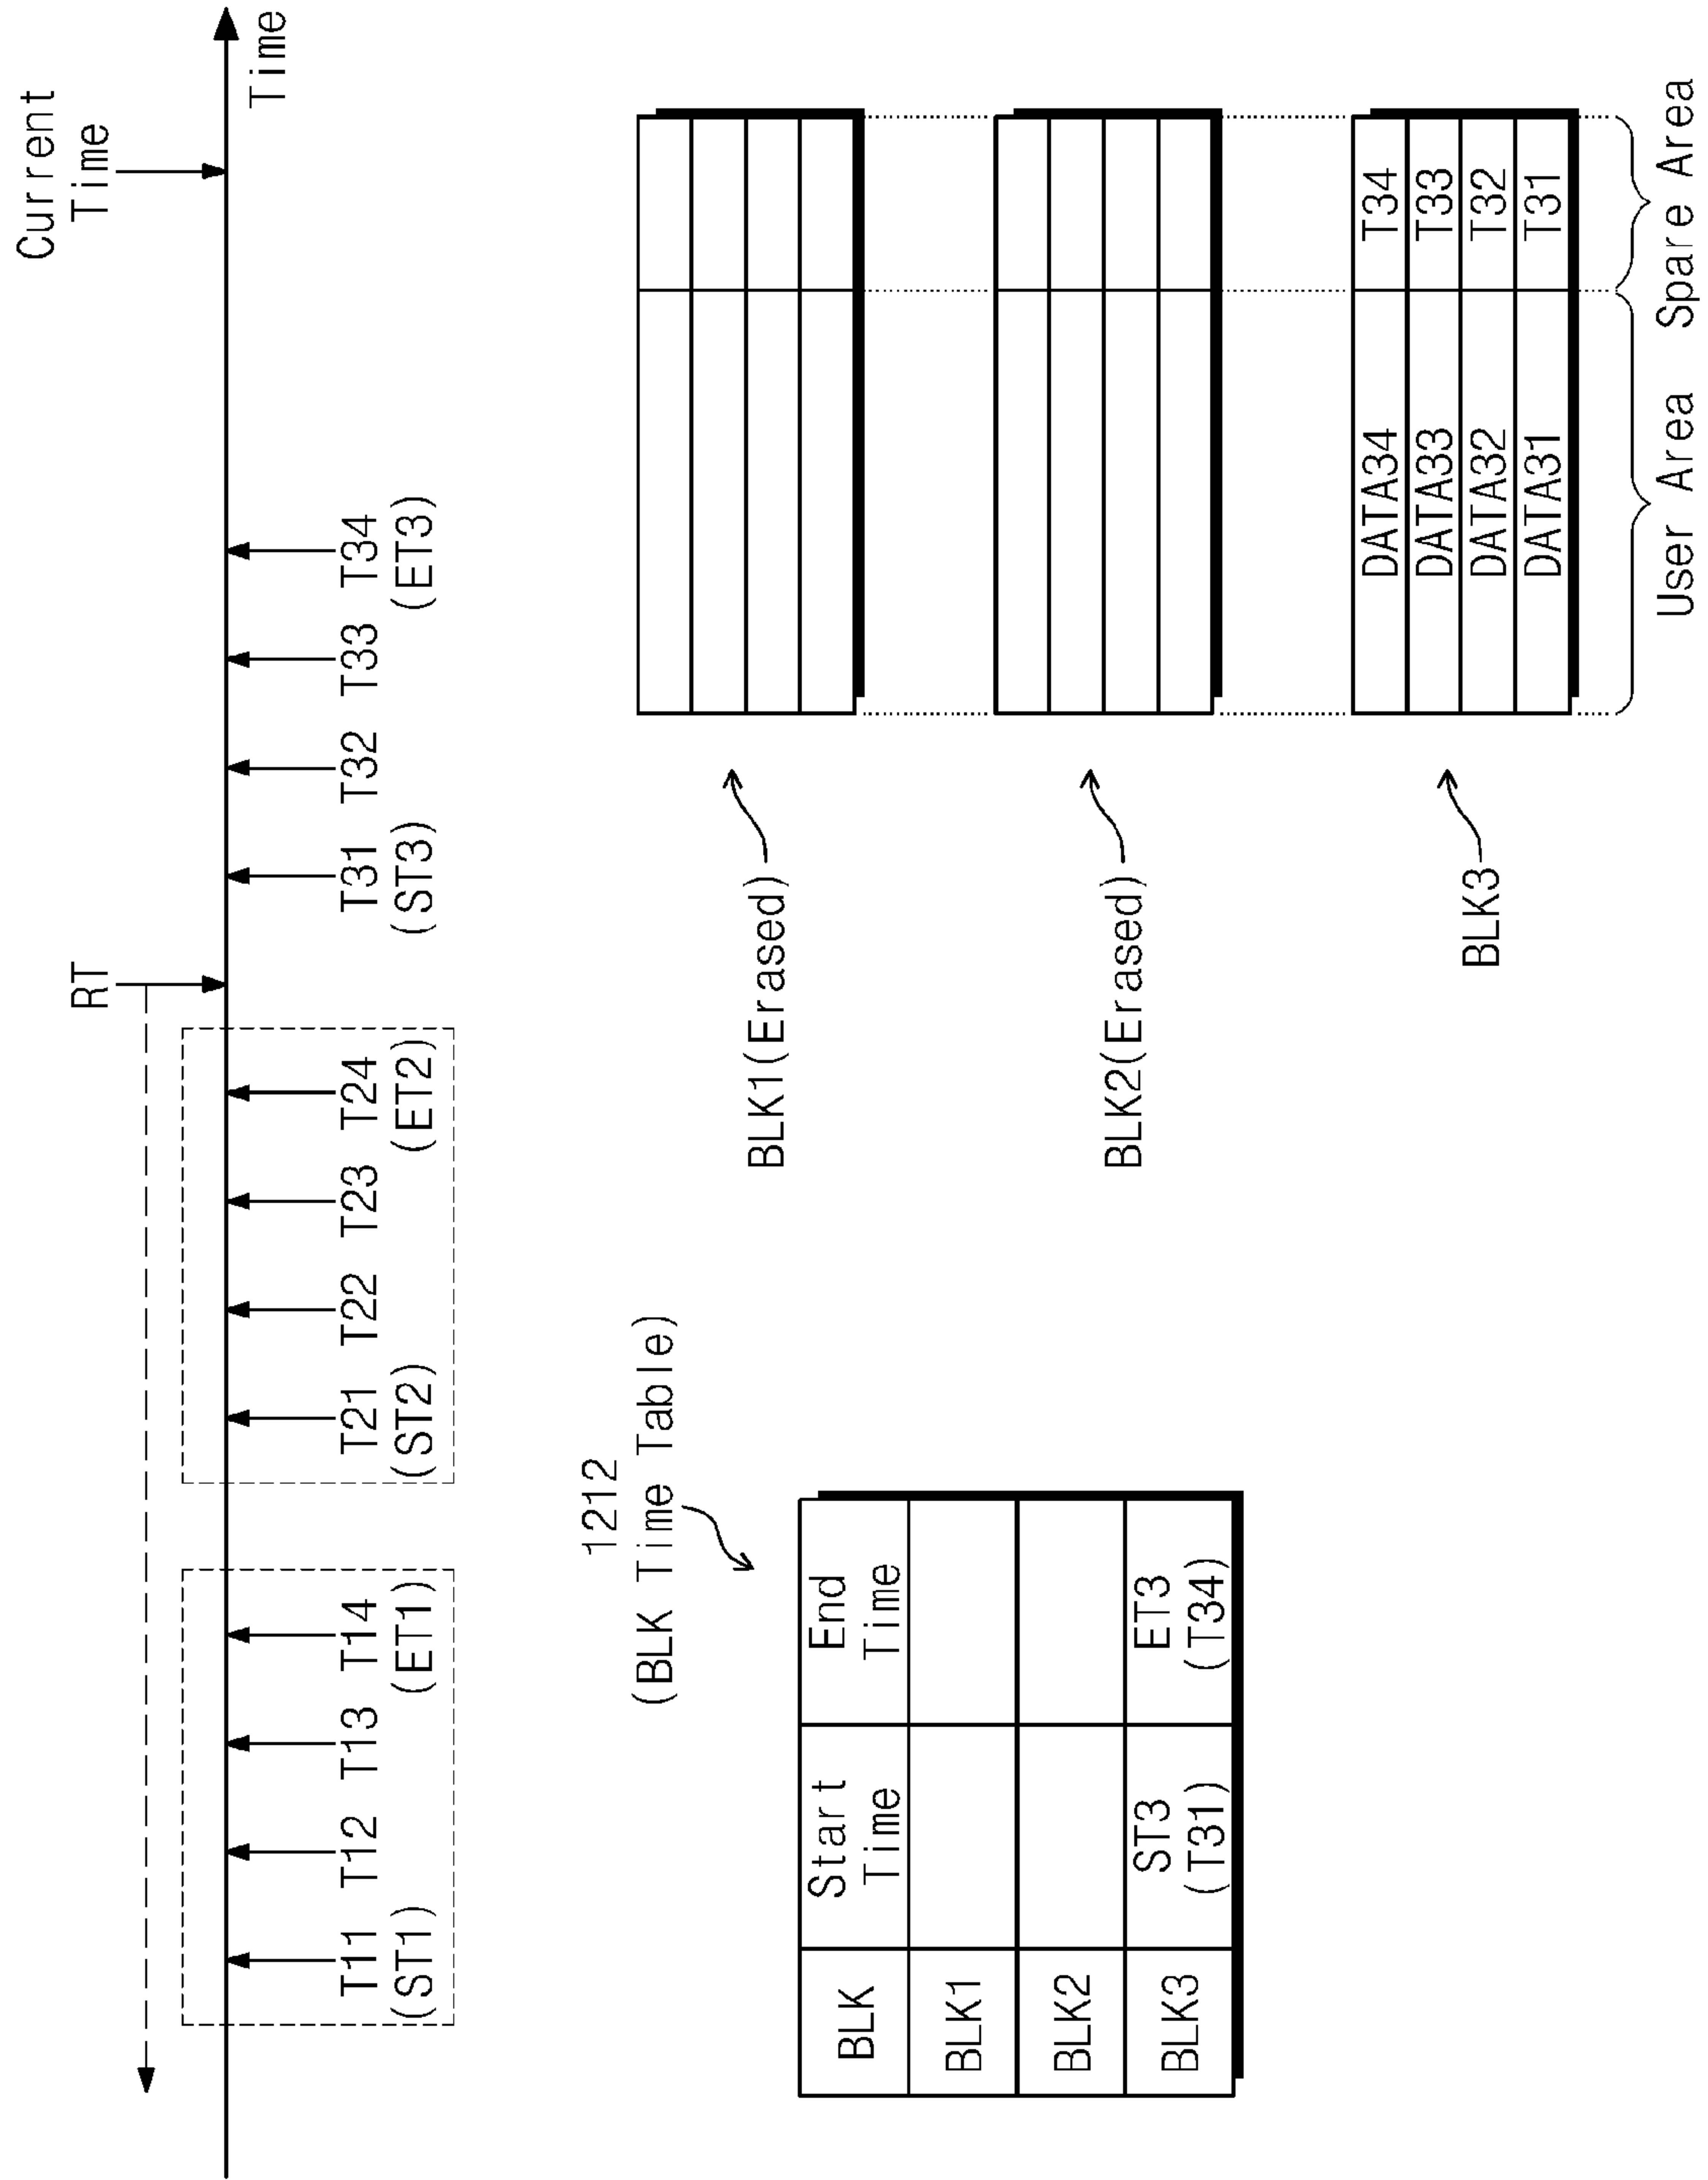 Current
Time
RT
Time
T11 T12 T13 T14 T21 T22 T23 T24 T31 T32 T33 T34
(ST1) (ET1) (ST2) (ET2) (ST3) (ET3)
1212
(BLK Time Table)
BLK Start Time End Time
BLK1
BLK2
BLK3 ST3 (T31) ET3 (T34)
BLK1(Erased)
BLK2(Erased)
BLK3
DATA34 T34
DATA33 T33
DATA32 T32
DATA31 T31
User Area Spare Area